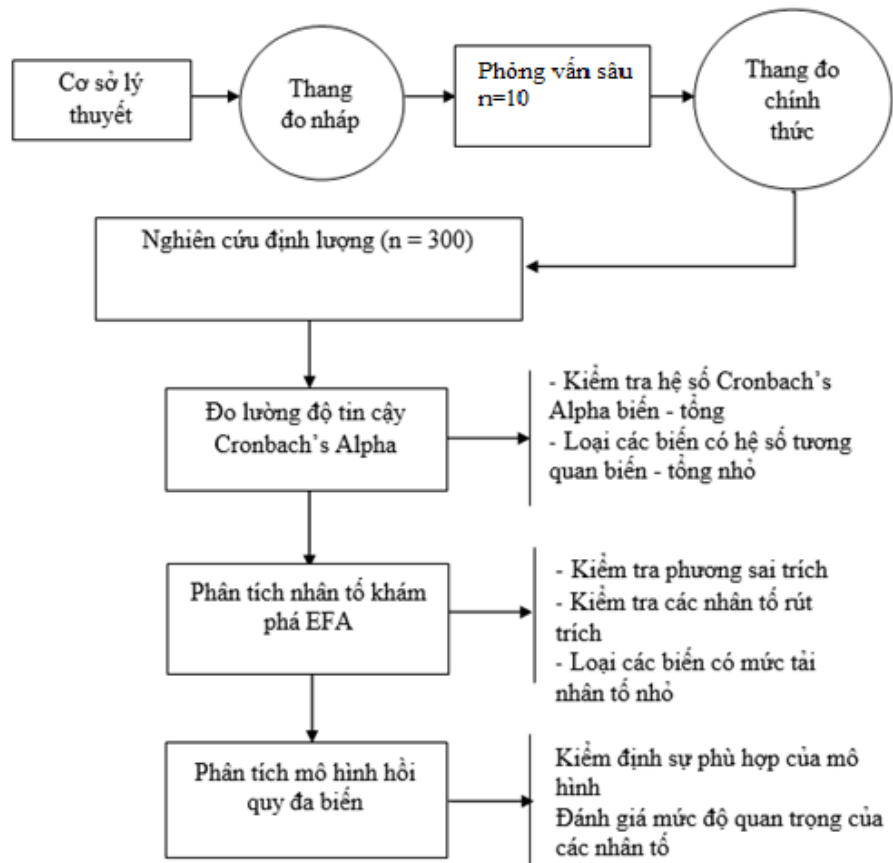 Cơ sở lý
thuyết
Thang
đo nháp
Phỏng vấn sâu
n=10
Thang đo
chính
thức
Nghiên cứu định lượng (n = 300)
Đo lường độ tin cậy
Cronbach’s Alpha
- Kiểm tra hệ số Cronbach’s
Alpha biến - tổng
- Loại các biến có hệ số tương
quan biến - tổng nhỏ
Phân tích nhân tố khám
phá EFA
- Kiểm tra phương sai trích
- Kiểm tra các nhân tố rút
trích
- Loại các biến có mức tải
nhân tố nhỏ
Phân tích mô hình hồi
quy đa biến
Kiểm định sự phù hợp của mô
hình
Đánh giá mức độ quan trọng của
các nhân tố